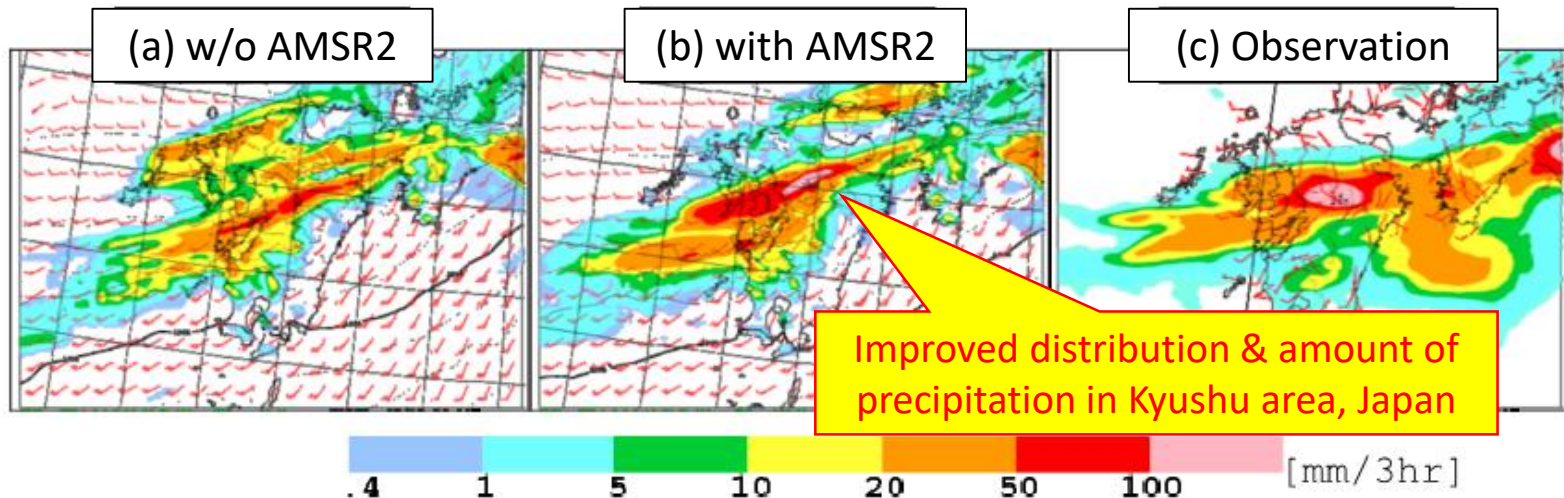 (a) w/o AMSR2
(b) with AMSR2
(c) Observation
Improved distribution & amount of
precipitation in Kyushu area, Japan
.4 1 5 10 20 50 100 [mm/3hr]